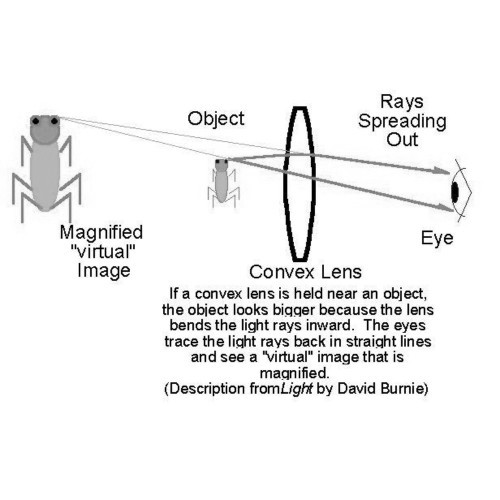 Rays
Spreading
Out
Object
Magnified
"virtual"
Image
Eye
Convex Lens
If a convex lens is held near an object,
the object looks bigger because the lens
bends the light rays inward. The eyes
trace the light rays back in straight lines
and see a "virtual" image that is
magnified.
(Description from Light by David Burnie)